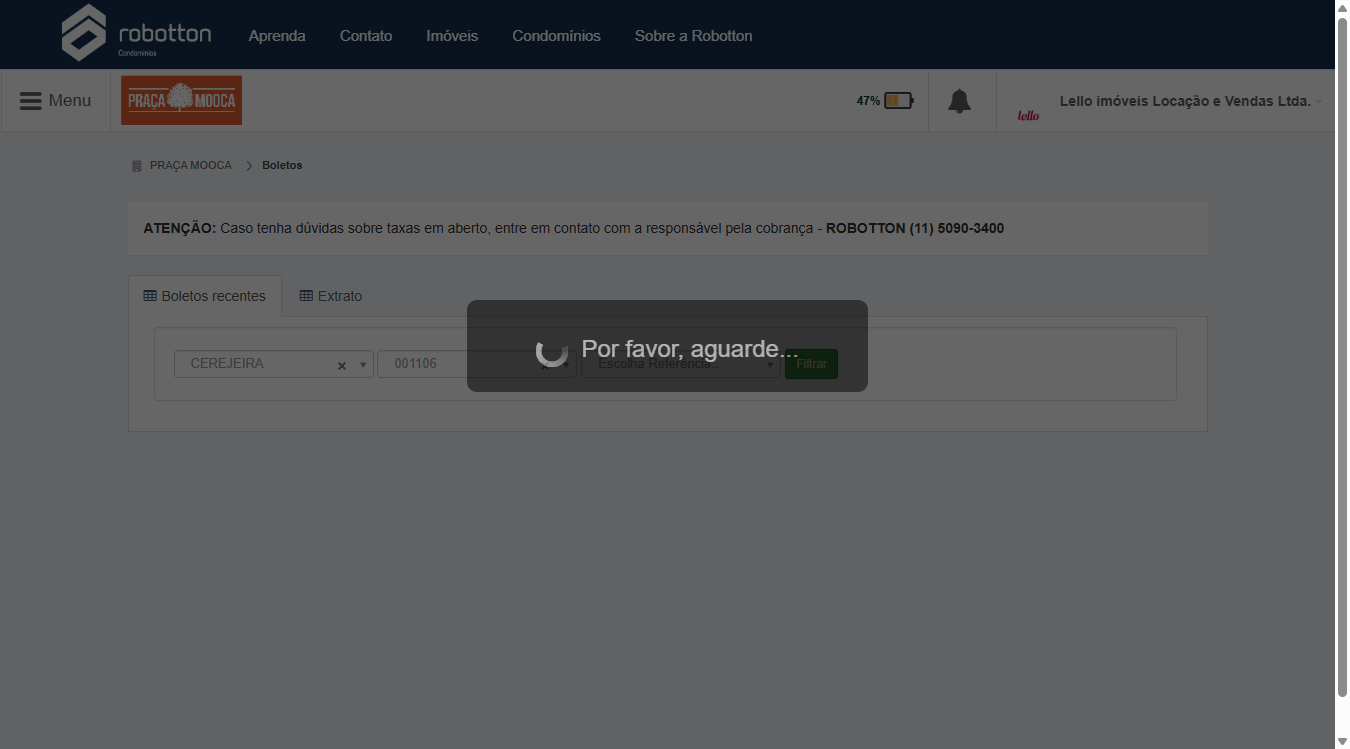 robotton
Condomínios
Aprenda
Contato
Imóveis
Condomínios
Sobre a Robotton
Menu
PRAÇA MOOCA
47%
lello
Lello imóveis Locação e Vendas Ltda.
PRAÇA MOOCA > Boletos
ATENÇÃO: Caso tenha dúvidas sobre taxas em aberto, entre em contato com a responsável pela cobrança - ROBOTTON (11) 5090-3400
Boletos recentes
Extrato
Por favor, aguarde...
CEREJEIRA
001106
Escolha Referência...
Filtrar